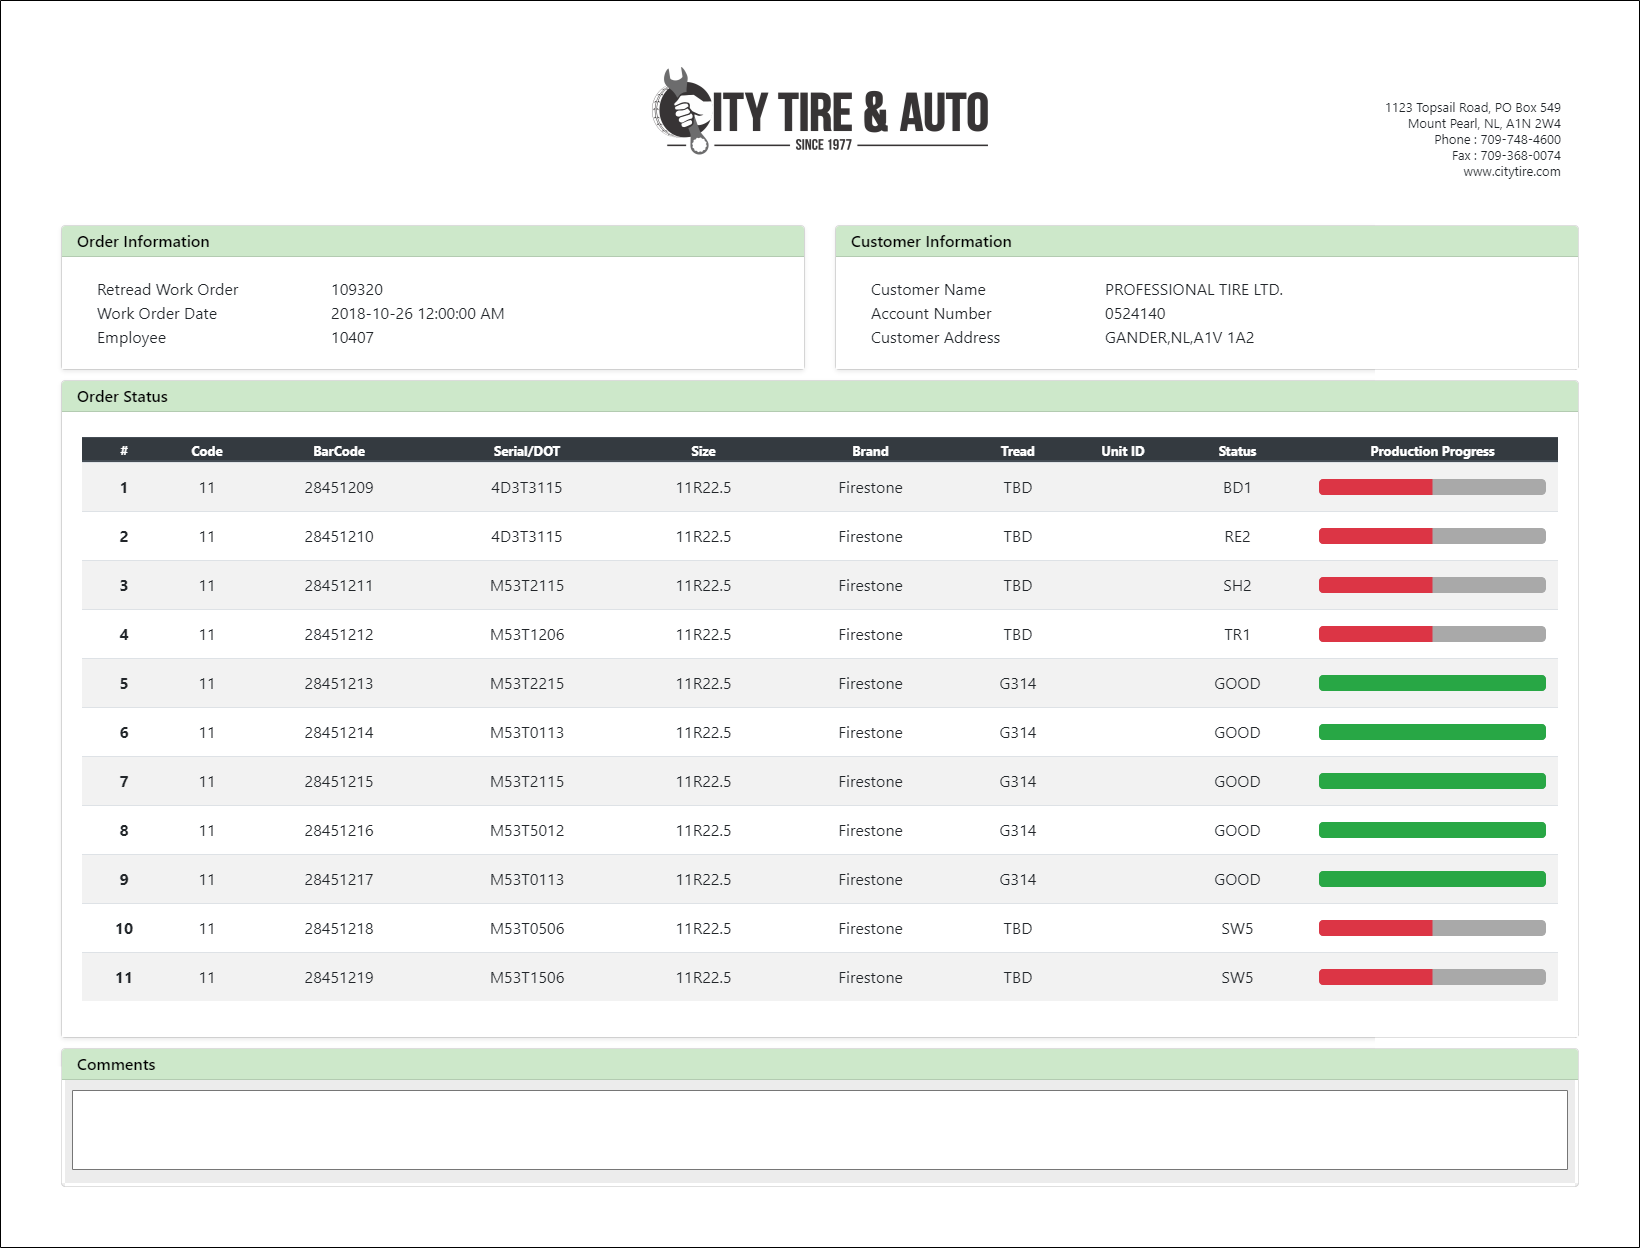 CITY TIRE & AUTO
SINCE 1977
1123 Topsail Road, PO Box 549
Mount Pearl, NL, A1N 2W4
Phone : 709-748-4600
Fax : 709-368-0074
www.citytire.com
Order Information
Retread Work Order 109320
Work Order Date 2018-10-26 12:00:00 AM
Employee 10407
Customer Information
Customer Name PROFESSIONAL TIRE LTD.
Account Number 0524140
Customer Address GANDER,NL,A1V 1A2
Order Status
# Code BarCode Serial/DOT Size Brand Tread Unit ID Status Production Progress
1 11 28451209 4D3T3115 11R22.5 Firestone TBD BD1
2 11 28451210 4D3T3115 11R22.5 Firestone TBD RE2
3 11 28451211 M53T2115 11R22.5 Firestone TBD SH2
4 11 28451212 M53T1206 11R22.5 Firestone TBD TR1
5 11 28451213 M53T2215 11R22.5 Firestone G314 GOOD
6 11 28451214 M53T0113 11R22.5 Firestone G314 GOOD
7 11 28451215 M53T2115 11R22.5 Firestone G314 GOOD
8 11 28451216 M53T5012 11R22.5 Firestone G314 GOOD
9 11 28451217 M53T0113 11R22.5 Firestone G314 GOOD
10 11 28451218 M53T0506 11R22.5 Firestone TBD SW5
11 11 28451219 M53T1506 11R22.5 Firestone TBD SW5
Comments